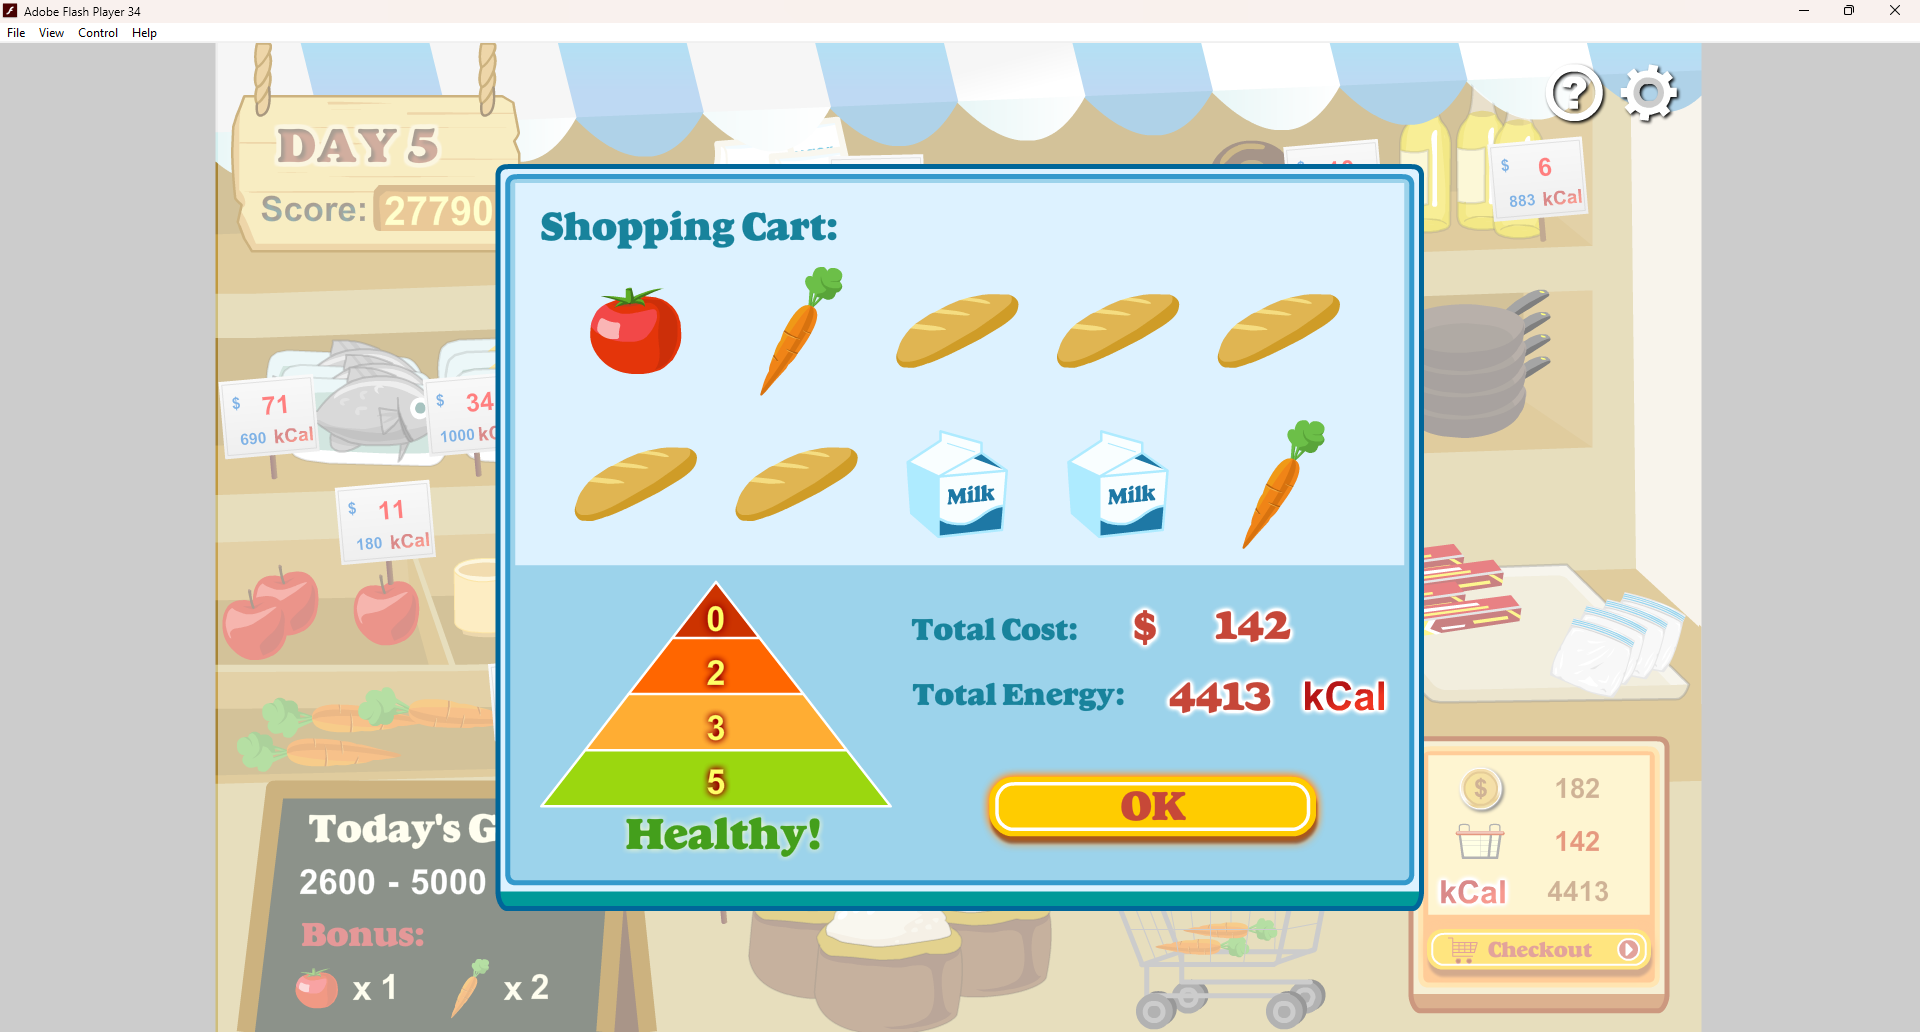 Adobe Flash Player 34
File View Control Help
DAY 5
Score: 27790
$ 6
883 kCal
Shopping Cart:
$ 71
690 kCal
$ 34
1000
$ 11
180 kCal
Milk
Milk
0
2
3
5
Healthy!
Total Cost: $ 142
Total Energy: 4413 kCal
OK
Today's G
2600 - 5000
Bonus:
x 1
x 2
$ 182
142
kCal 4413
Checkout